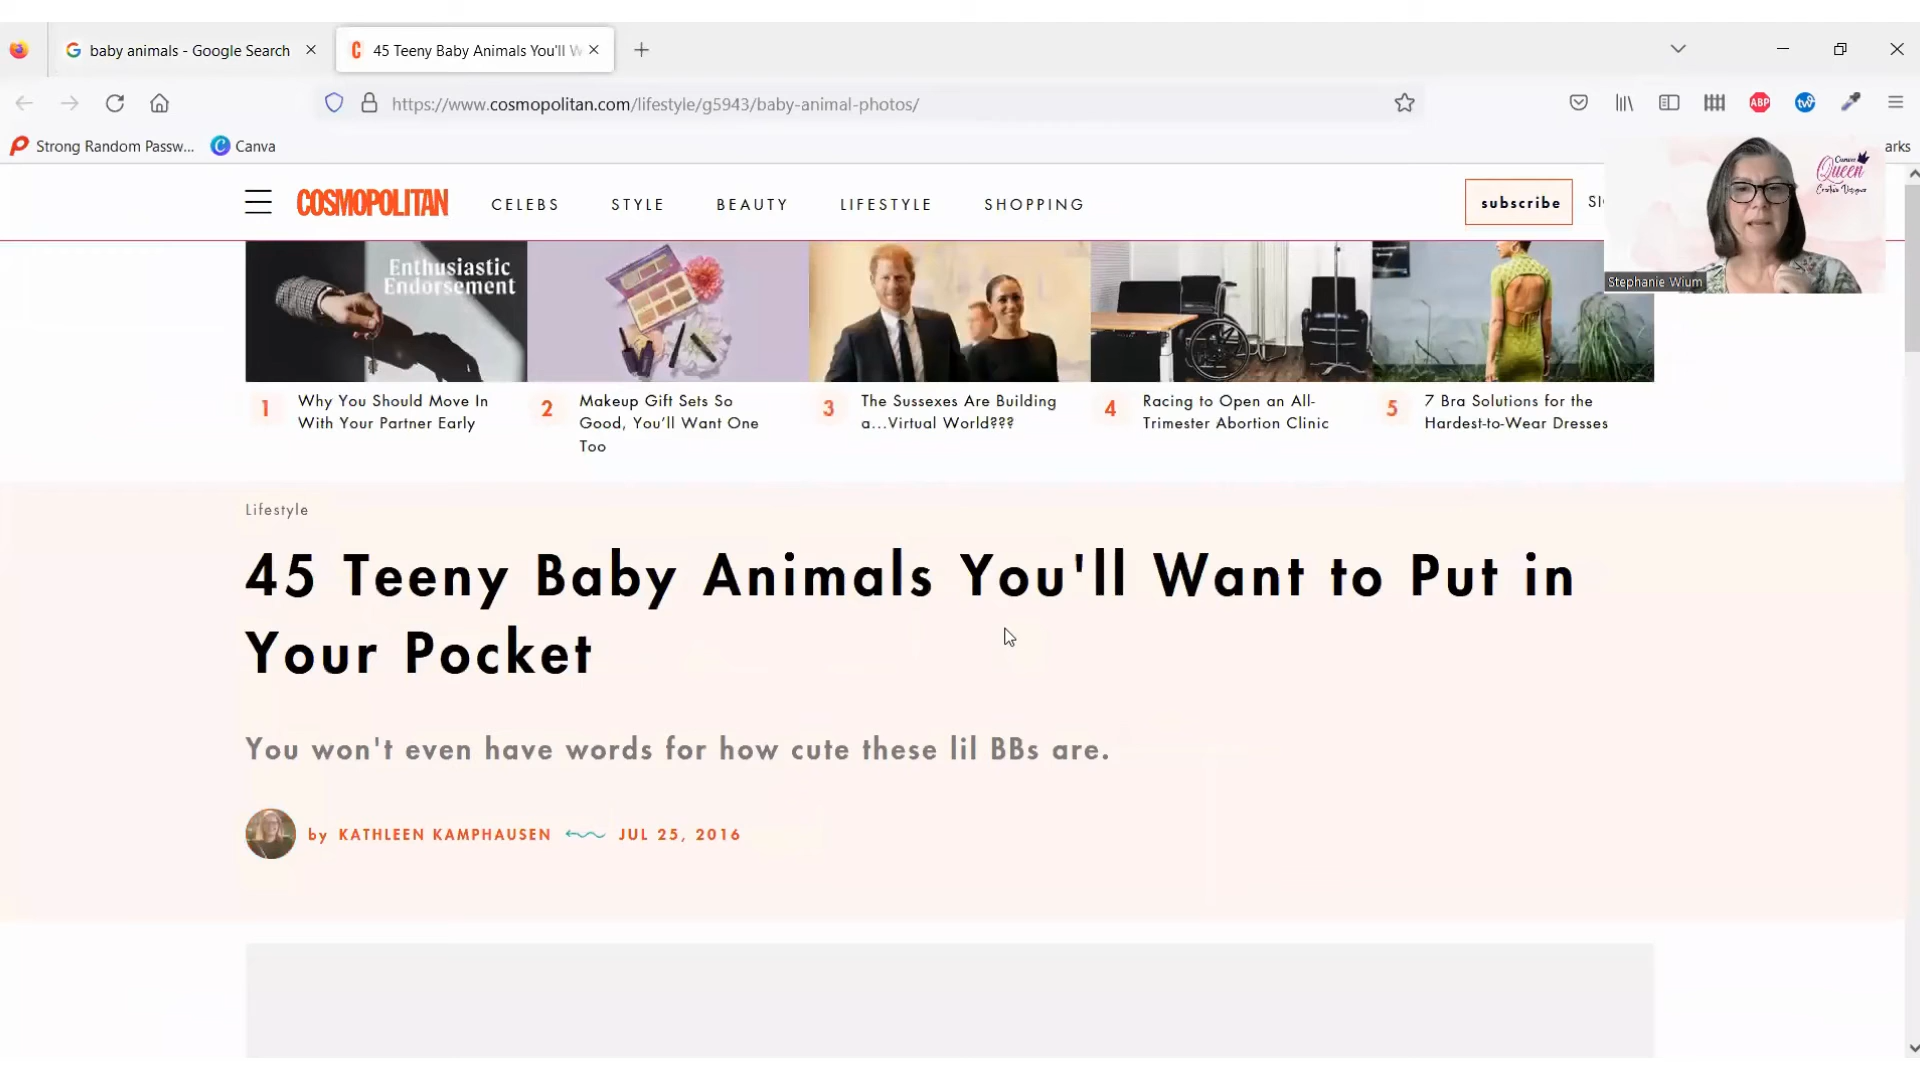 baby animals - Google Search
45 Teeny Baby Animals You'll W
https://www.cosmopolitan.com/lifestyle/g5943/baby-animal-photos/
ABP
Strong Random Passw...
Canva
arks
COSMOPOLITAN
CELEBS
STYLE
BEAUTY
LIFESTYLE
SHOPPING
subscribe
Queen
Creative Designer
Stephanie Wium
Enthusiastic
Endorsement
1
Why You Should Move In
With Your Partner Early
2
Makeup Gift Sets So
Good, You'll Want One
Too
3
The Sussexes Are Building
a...Virtual World???
4
Racing to Open an All-
Trimester Abortion Clinic
5
7 Bra Solutions for the
Hardest-to-Wear Dresses
Lifestyle
45 Teeny Baby Animals You'll Want to Put in
Your Pocket
You won't even have words for how cute these lil BBs are.
by KATHLEEN KAMPHAUSEN JUL 25, 2016